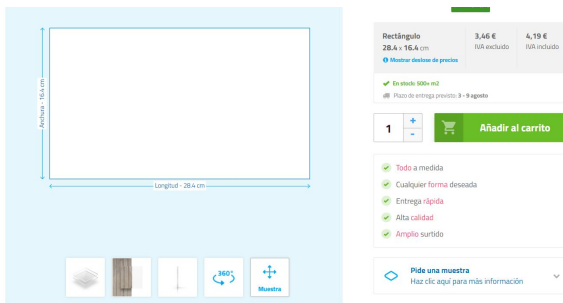 Anchura - 16.4 cm
Longitud - 28.4 cm
360°
Muestra
Rectángulo
28.4 x 16.4 cm
Mostrar desglose de precios
3,46 €
IVA excluido
4,19 €
IVA incluido
En stock: 500+ m2
Plazo de entrega previsto: 3 - 9 agosto
1
+
-
Añadir al carrito
Todo a medida
Cualquier forma deseada
Entrega rápida
Alta calidad
Amplio surtido
Pide una muestra
Haz clic aquí para más información